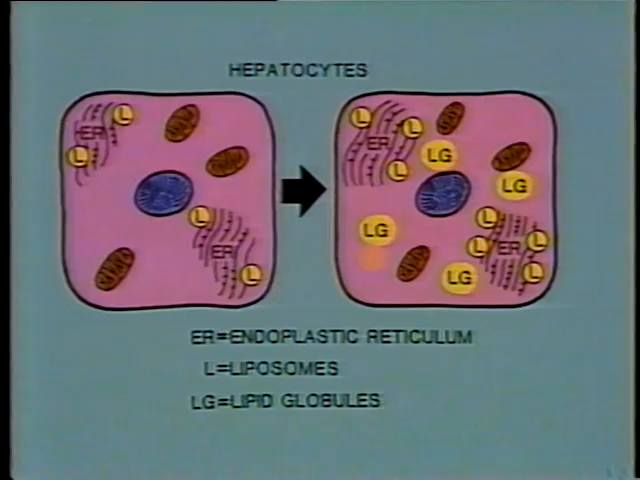 HEPATOCYTES
ER
L
L
L
ER
L
L
ER
L
L
LG
LG
LG
LG
L
L
L
ER
L
ER=ENDOPLASTIC RETICULUM
L=LIPOSOMES
LG=LIPID GLOBULES